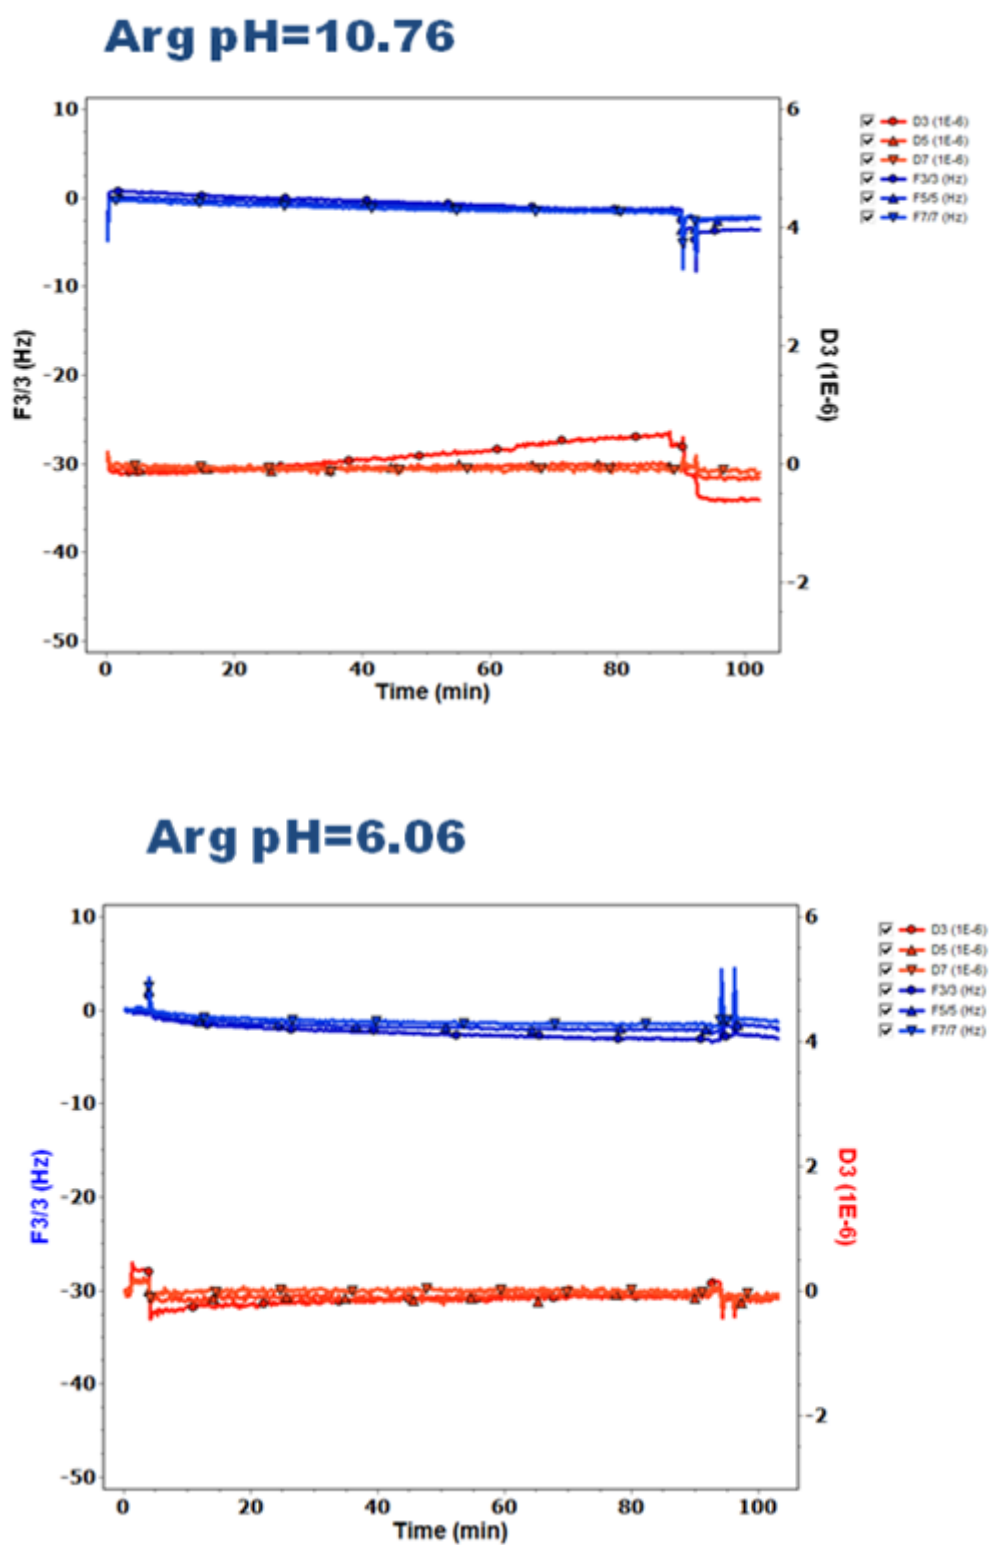 Arg pH=10.76
10
0
-10
-20
-30
-40
-50
F3/3 (Hz)
6
4
2
0
-2
D3 (1E-6)
0 20 40 60 80 100
Time (min)
D3 (1E-6)
D5 (1E-6)
D7 (1E-6)
F3/3 (Hz)
F5/5 (Hz)
F7/7 (Hz)
Arg pH=6.06
10
0
-10
-20
-30
-40
-50
F3/3 (Hz)
6
4
2
0
-2
D3 (1E-6)
0 20 40 60 80 100
Time (min)
D3 (1E-6)
D5 (1E-6)
D7 (1E-6)
F3/3 (Hz)
F5/5 (Hz)
F7/7 (Hz)